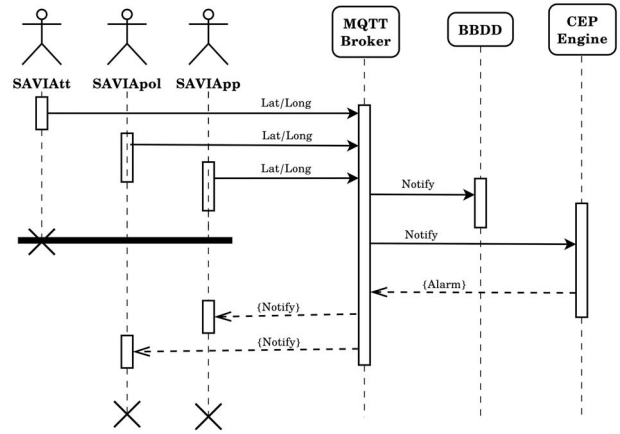 MQTT
Broker
BBDD
CEP
Engine
SAVIAtt
SAVIApol
SAVIApp
Lat/Long
Lat/Long
Lat/Long
Notify
Notify
{Alarm}
{Notify}
{Notify}